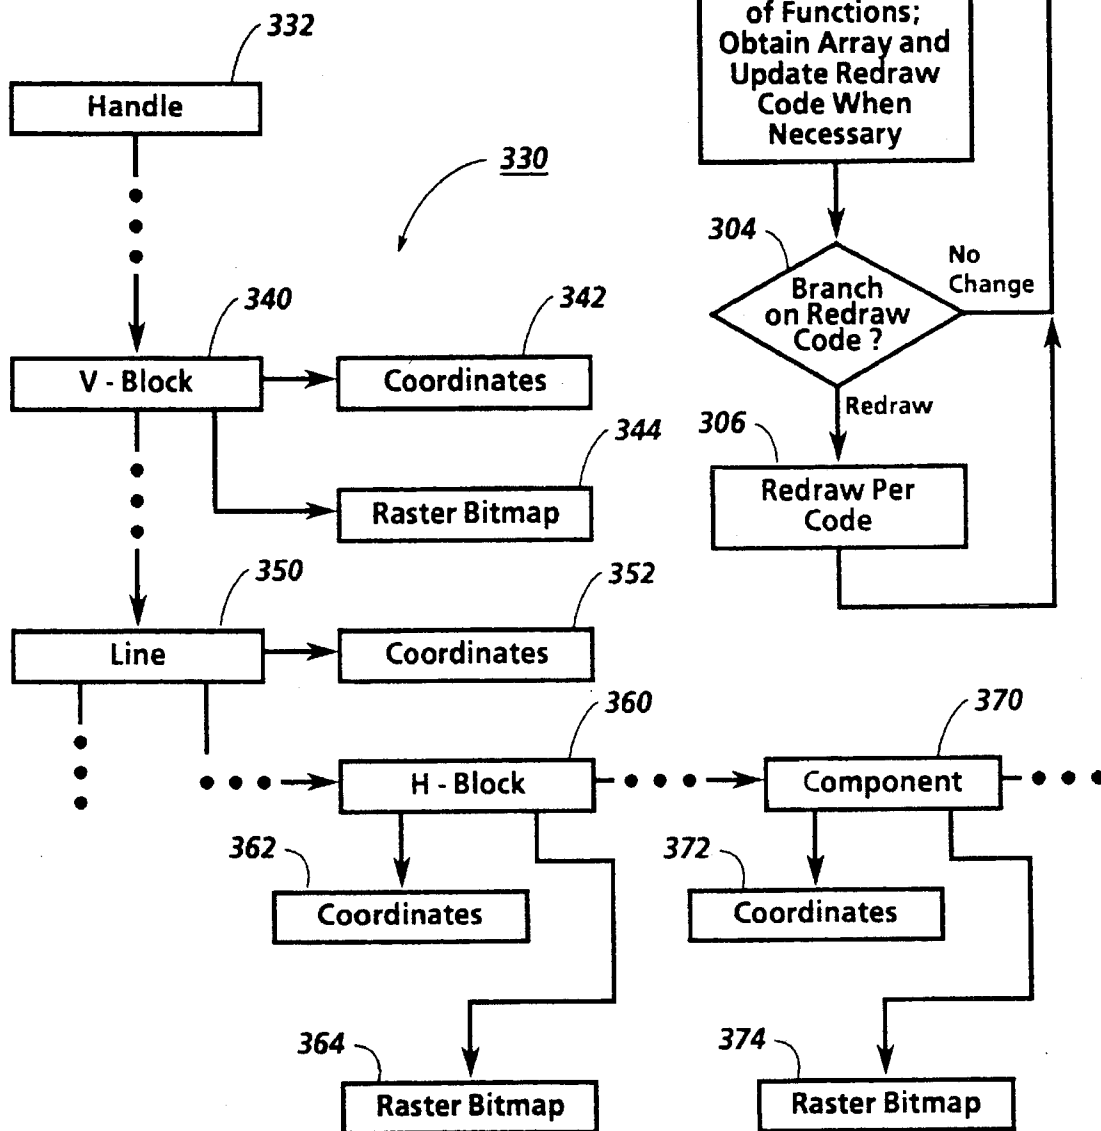 332
Handle
330
340
V - Block
342
Coordinates
344
Raster Bitmap
350
Line
352
Coordinates
360
H - Block
370
Component
362
Coordinates
372
Coordinates
364
Raster Bitmap
374
Raster Bitmap
of Functions;
Obtain Array and
Update Redraw
Code When
Necessary
304
Branch
on Redraw
Code ?
No
Change
Redraw
306
Redraw Per
Code